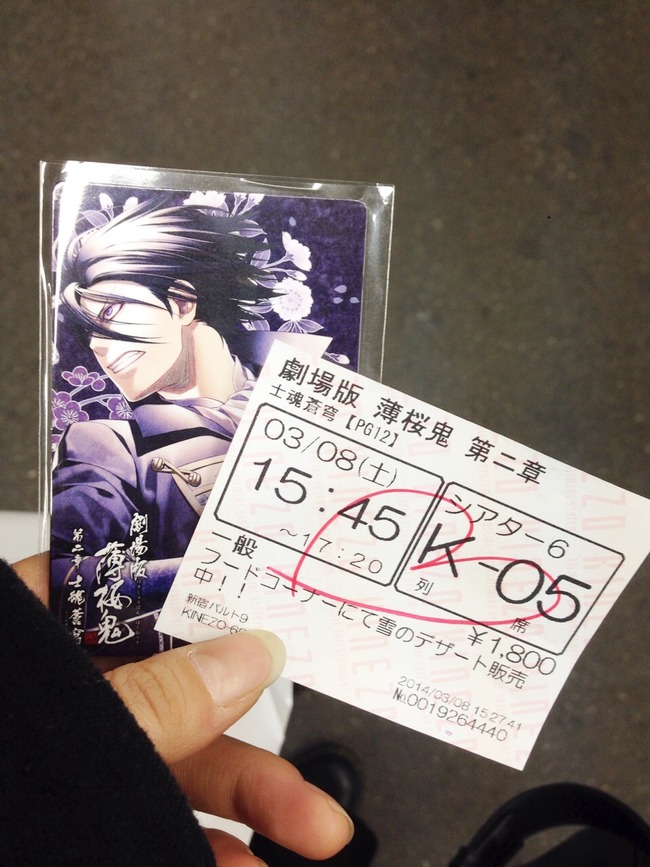 劇場版
薄桜鬼
第二章 士魂蒼穹
劇場版 薄桜鬼 第二章
士魂蒼穹【PG12】
03/08(土)
15:45
～17:20
シアター6
K-05
列 席
一般
¥1,800
フードコーナーにて雪のデザート販売
中！！
新宿バルト9
KINEZO-6
2014/03/08 15:27:41
№0019264440